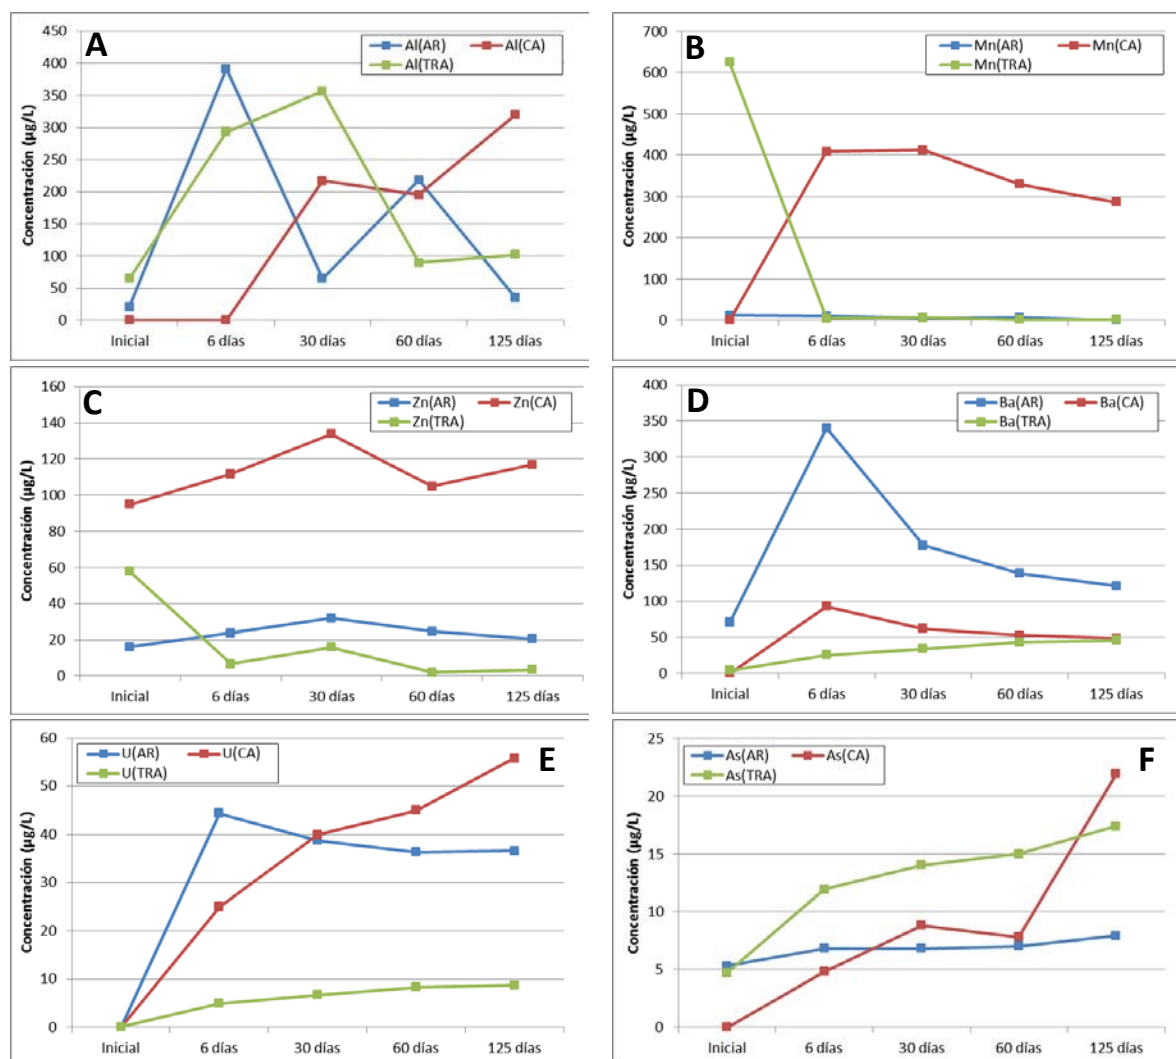 A
Al(AR) Al(CA)
Al(TRA)
Concentración (µg/L)
450
400
350
300
250
200
150
100
50
0
Inicial 6 días 30 días 60 días 125 días
B
Mn(AR) Mn(CA)
Mn(TRA)
Concentración (µg/L)
700
600
500
400
300
200
100
0
Inicial 6 días 30 días 60 días 125 días
C
Zn(AR) Zn(CA)
Zn(TRA)
Concentración (µg/L)
160
140
120
100
80
60
40
20
0
Inicial 6 días 30 días 60 días 125 días
D
Ba(AR) Ba(CA)
Ba(TRA)
Concentración (µg/L)
400
350
300
250
200
150
100
50
0
Inicial 6 días 30 días 60 días 125 días
U(AR) U(CA)
U(TRA)
E
Concentración (µg/L)
60
50
40
30
20
10
0
Inicial 6 días 30 días 60 días 125 días
As(AR) As(CA)
As(TRA)
F
Concentración (µg/L)
25
20
15
10
5
0
Inicial 6 días 30 días 60 días 125 días